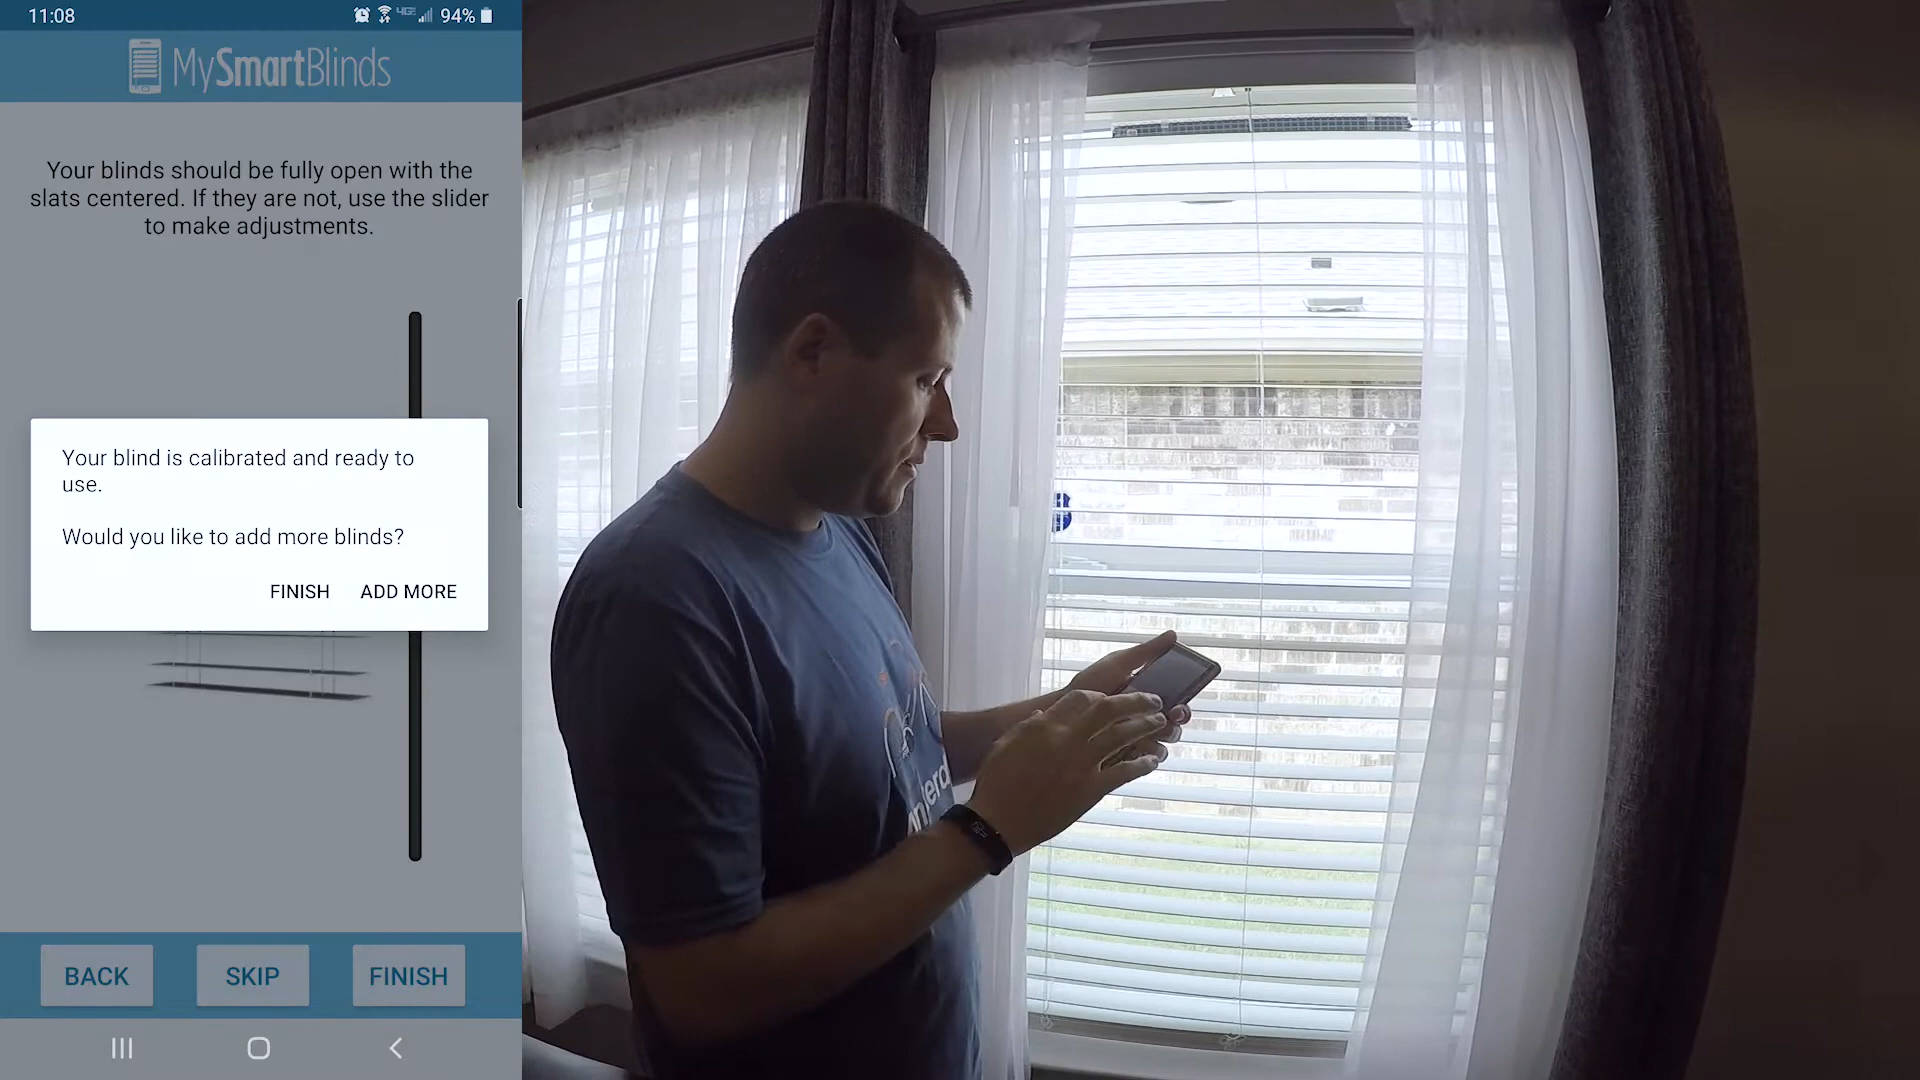 11:08
94%
MySmartBlinds
Your blinds should be fully open with the
slats centered. If they are not, use the slider
to make adjustments.
Your blind is calibrated and ready to
use.
Would you like to add more blinds?
FINISH ADD MORE
BACK SKIP FINISH